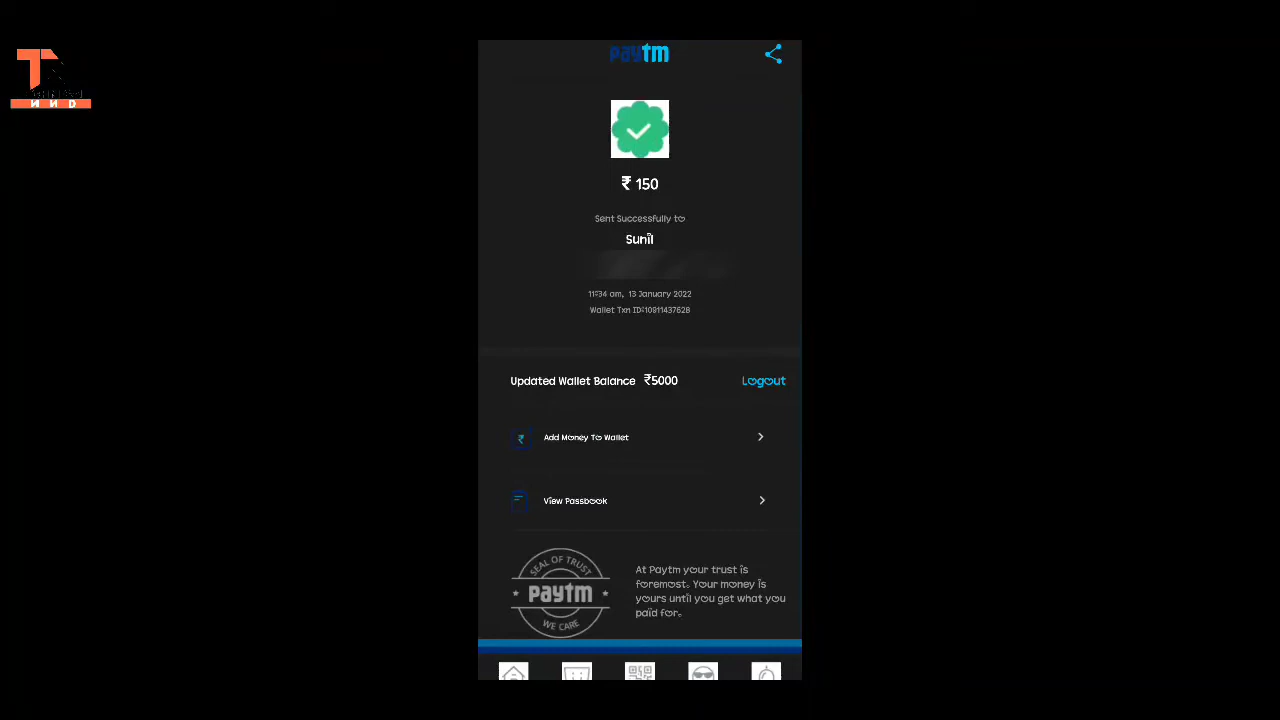 paytm
₹ 150
Sent Successfully to
Sunil
11:34 am, 13 January 2022
Wallet Txn ID:10911437628
Updated Wallet Balance ₹5000 Logout
₹ Add Money To Wallet
View Passbook
SEAL OF TRUST
paytm
WE CARE
At Paytm your trust is
foremost. Your money is
yours until you get what you
paid for.